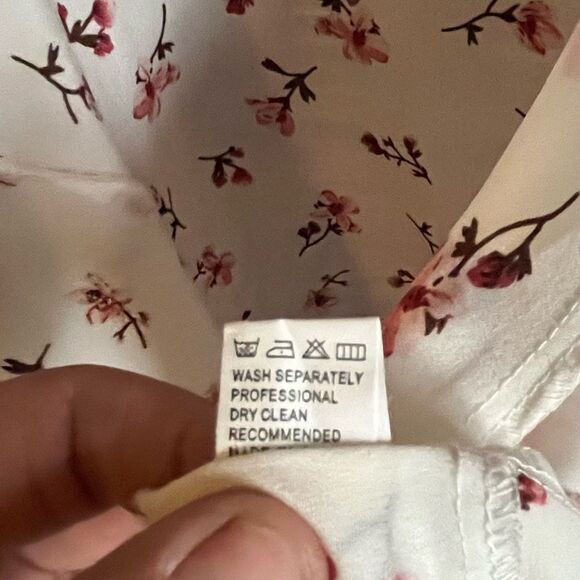 WASH SEPARATELY
PROFESSIONAL
DRY CLEAN
RECOMMENDED